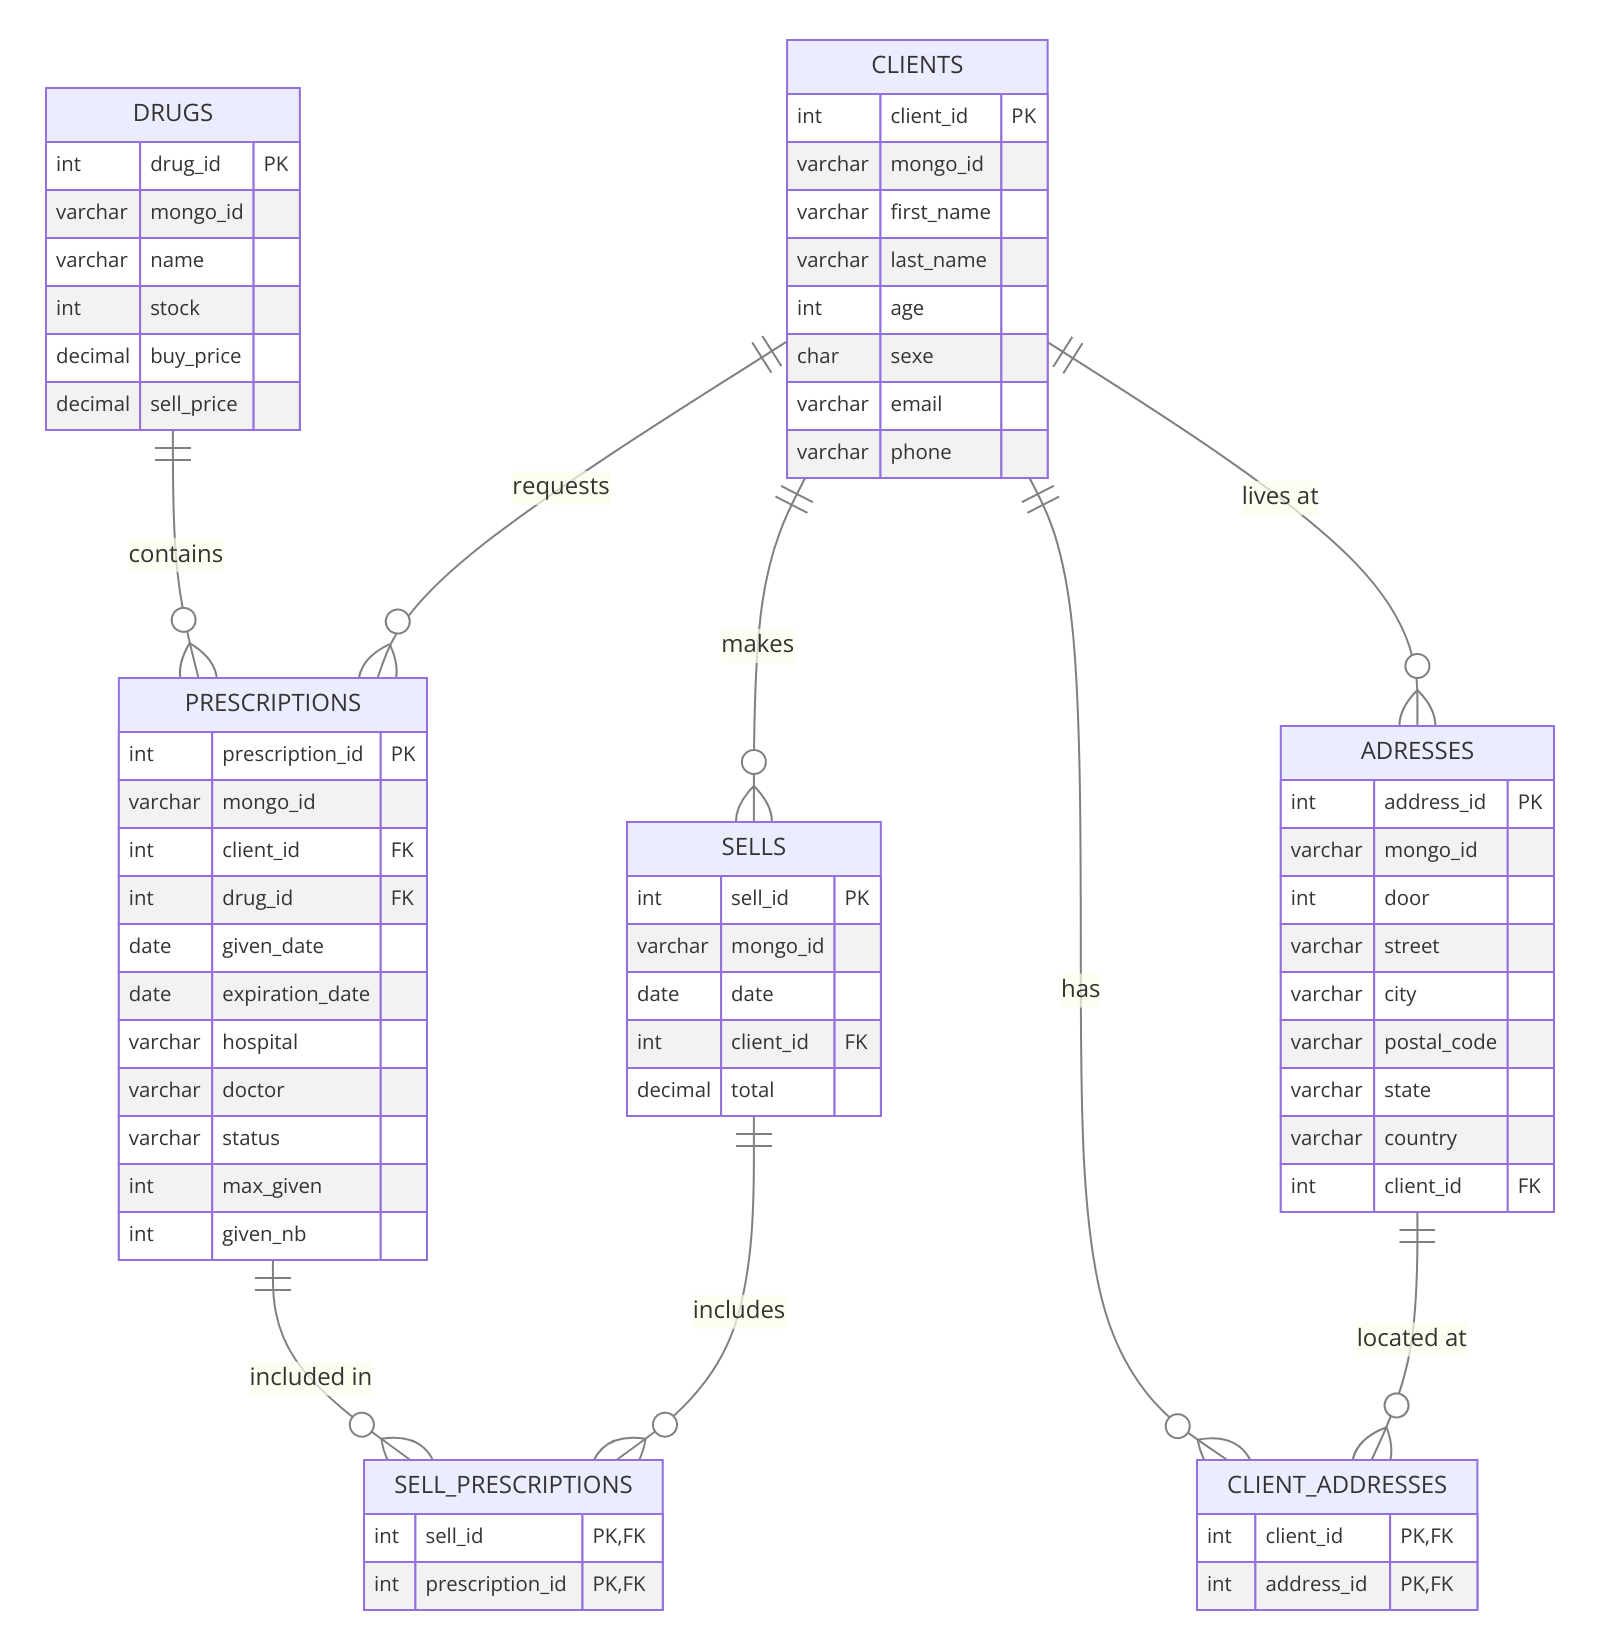 CLIENTS
int client_id PK
varchar mongo_id
varchar first_name
varchar last_name
int age
char sexe
varchar email
varchar phone
DRUGS
int drug_id PK
varchar mongo_id
varchar name
int stock
decimal buy_price
decimal sell_price
requests
lives at
contains
makes
PRESCRIPTIONS
int prescription_id PK
varchar mongo_id
int client_id FK
int drug_id FK
date given_date
date expiration_date
varchar hospital
varchar doctor
varchar status
int max_given
int given_nb
SELLS
int sell_id PK
varchar mongo_id
date date
int client_id FK
decimal total
has
ADRESSES
int address_id PK
varchar mongo_id
int door
varchar street
varchar city
varchar postal_code
varchar state
varchar country
int client_id FK
includes
located at
included in
SELL_PRESCRIPTIONS
int sell_id PK,FK
int prescription_id PK,FK
CLIENT_ADDRESSES
int client_id PK,FK
int address_id PK,FK